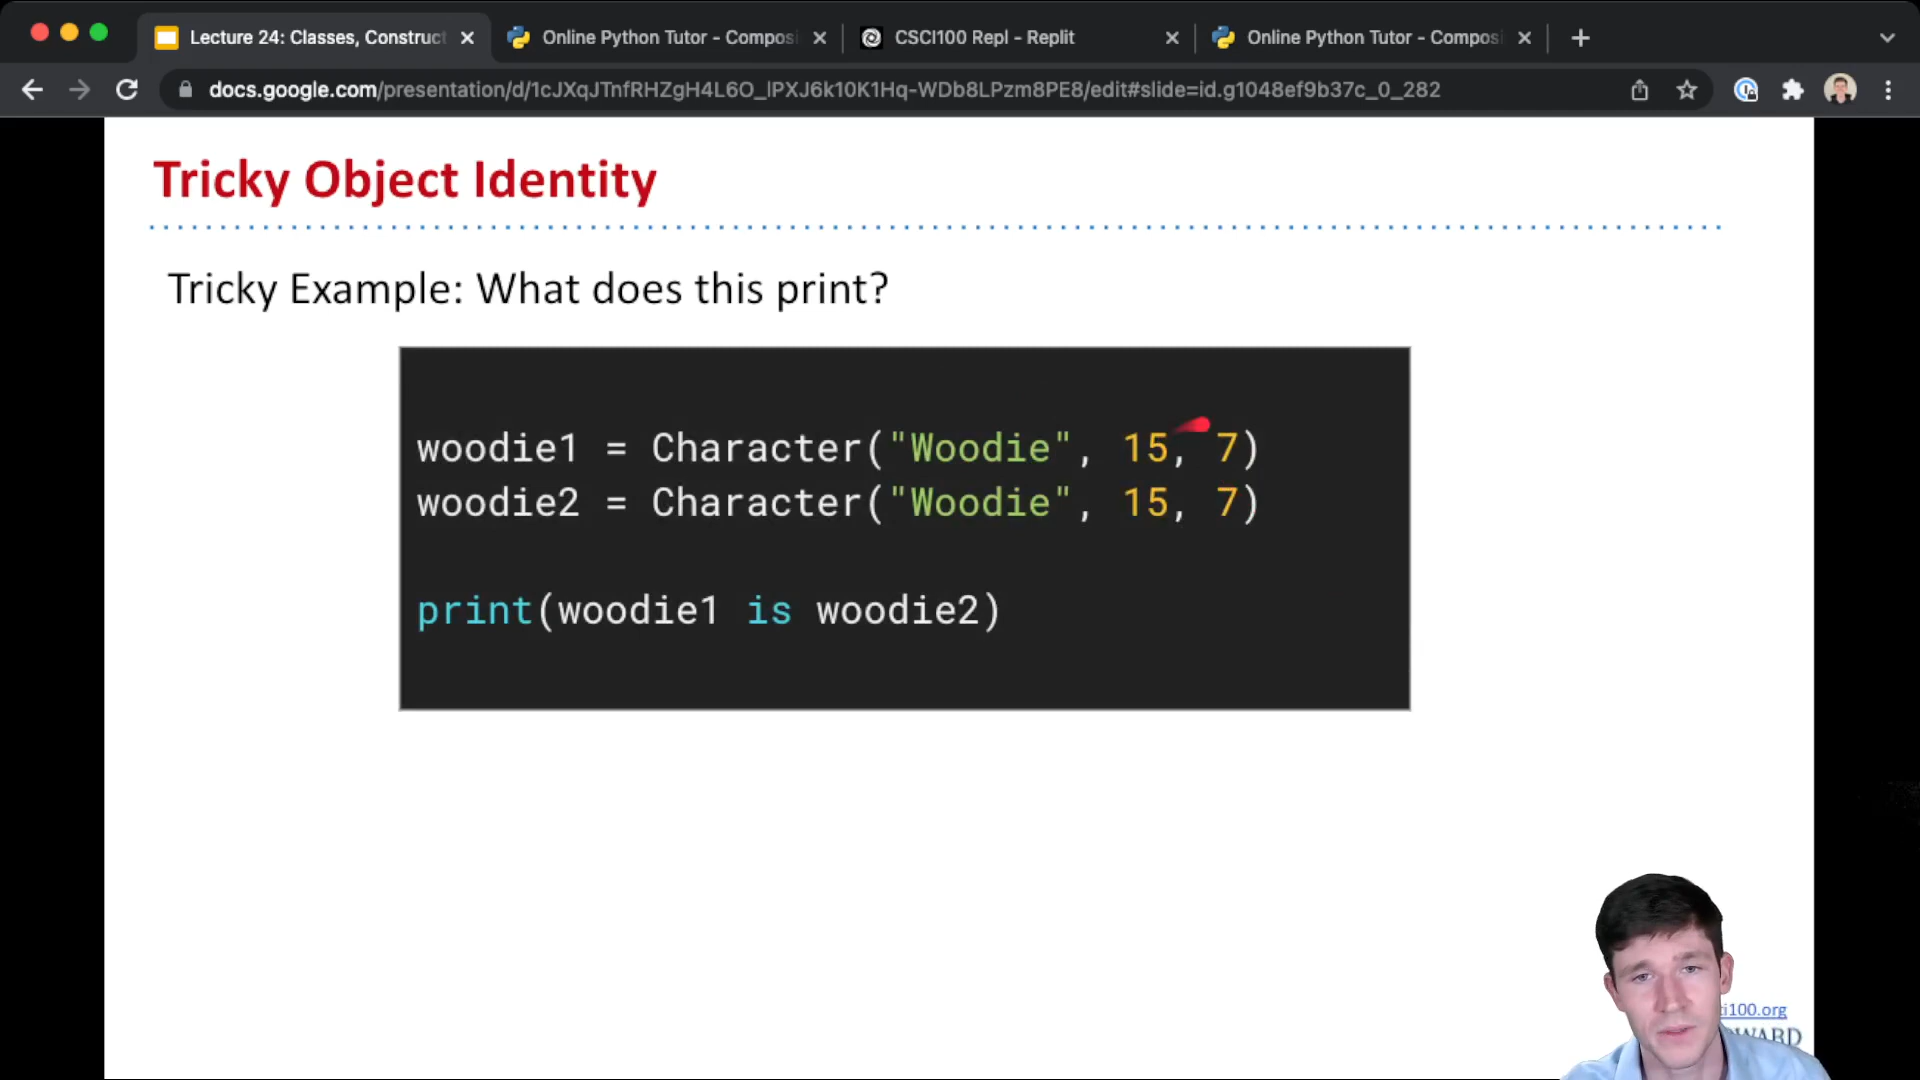 Lecture 24: Classes, Construct
Online Python Tutor - Composi
CSCI100 Repl - Replit
Online Python Tutor - Composi
docs.google.com/presentation/d/1cJXqJTnfRHZgH4L6O_lPXJ6k10K1Hq-WDb8LPzm8PE8/edit#slide=id.g1048ef9b37c_0_282
Tricky Object Identity
Tricky Example: What does this print?
woodie1 = Character("Woodie", 15, 7)
woodie2 = Character("Woodie", 15, 7)
print(woodie1 is woodie2)
ci100.org